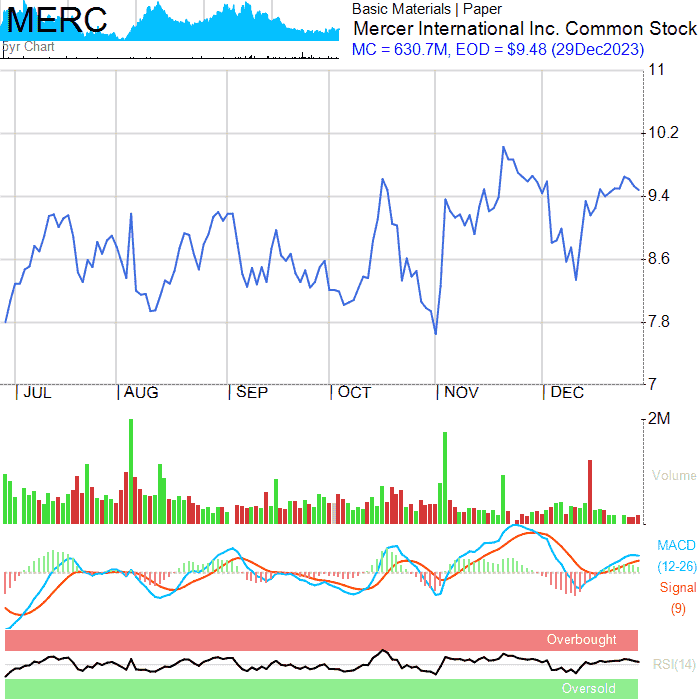 MERC
5yr Chart
Basic Materials | Paper
Mercer International Inc. Common Stock
MC = 630.7M, EOD = $9.48 (29Dec2023)
11
10.2
9.4
8.6
7.8
7
JUL AUG SEP OCT NOV DEC
2M
Volume
MACD
(12-26)
Signal
(9)
Overbought
RSI(14)
Oversold